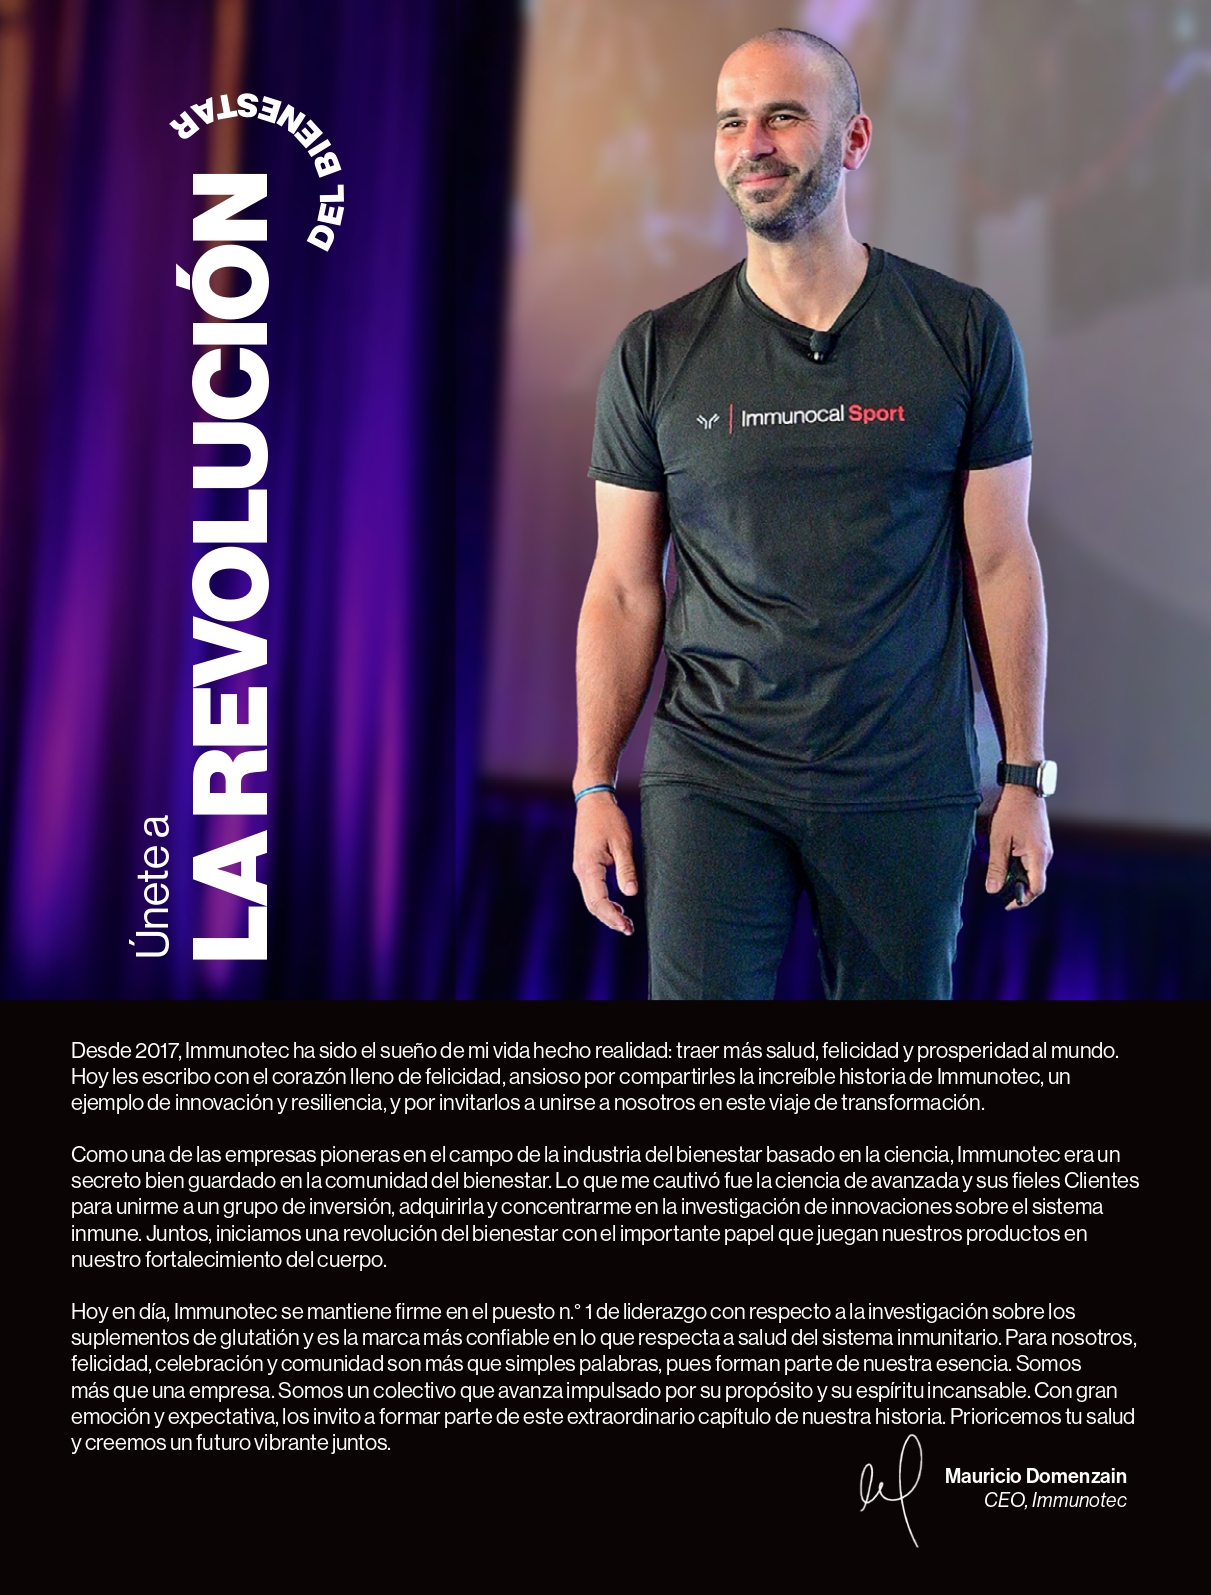 Únete a
LA REVOLUCIÓN
DEL BIENESTAR
Immunocal Sport
Desde 2017, Immunotec ha sido el sueño de mi vida hecho realidad: traer más salud, felicidad y prosperidad al mundo.
Hoy les escribo con el corazón lleno de felicidad, ansioso por compartirles la increíble historia de Immunotec, un
ejemplo de innovación y resiliencia, y por invitarlos a unirse a nosotros en este viaje de transformación.
Como una de las empresas pioneras en el campo de la industria del bienestar basado en la ciencia, Immunotec era un
secreto bien guardado en la comunidad del bienestar. Lo que me cautivó fue la ciencia de avanzada y sus fieles Clientes
para unirme a un grupo de inversión, adquirirla y concentrarme en la investigación de innovaciones sobre el sistema
inmune. Juntos, iniciamos una revolución del bienestar con el importante papel que juegan nuestros productos en
nuestro fortalecimiento del cuerpo.
Hoy en día, Immunotec se mantiene firme en el puesto n.° 1 de liderazgo con respecto a la investigación sobre los
suplementos de glutatión y es la marca más confiable en lo que respecta a salud del sistema inmunitario. Para nosotros,
felicidad, celebración y comunidad son más que simples palabras, pues forman parte de nuestra esencia. Somos
más que una empresa. Somos un colectivo que avanza impulsado por su propósito y su espíritu incansable. Con gran
emoción y expectativa, los invito a formar parte de este extraordinario capítulo de nuestra historia. Prioricemos tu salud
y creemos un futuro vibrante juntos.
Mauricio Domenzain
CEO, Immunotec